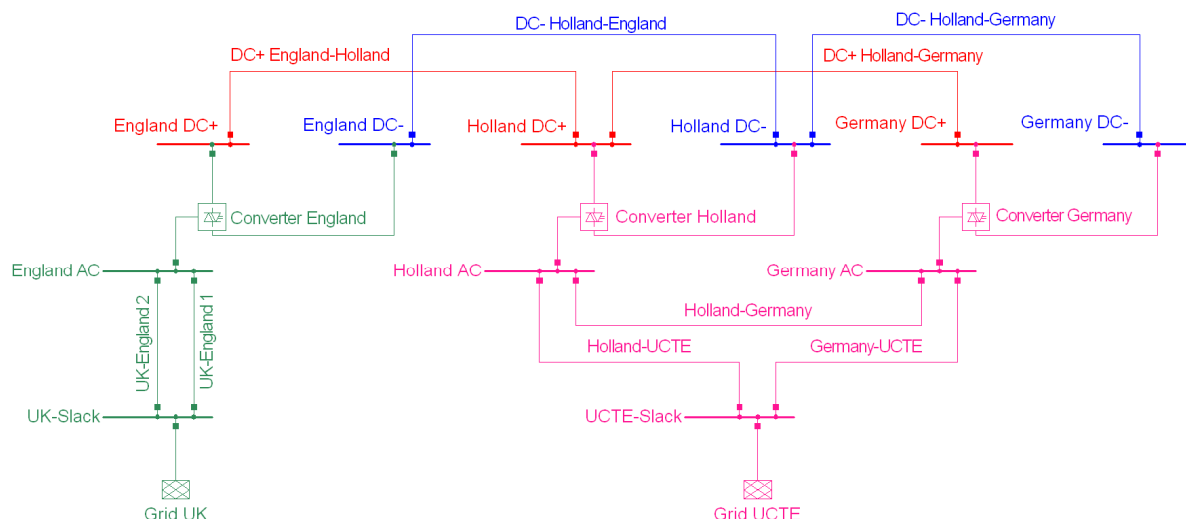 DC- Holland-England
DC- Holland-Germany
DC+ England-Holland
DC+ Holland-Germany
England DC+
England DC-
Holland DC+
Holland DC-
Germany DC+
Germany DC-
Converter England
Converter Holland
Converter Germany
England AC
Holland AC
Germany AC
UK-England 2
UK-England 1
Holland-Germany
Holland-UCTE
Germany-UCTE
UK-Slack
UCTE-Slack
Grid UK
Grid UCTE